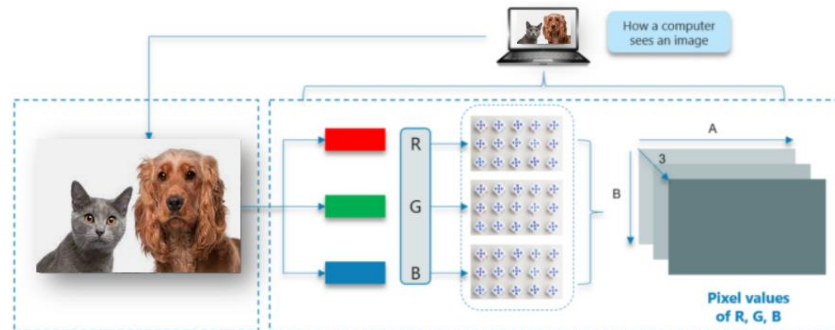 How a computer
sees an image
R
G
B
A
3
B
Pixel values
of R, G, B